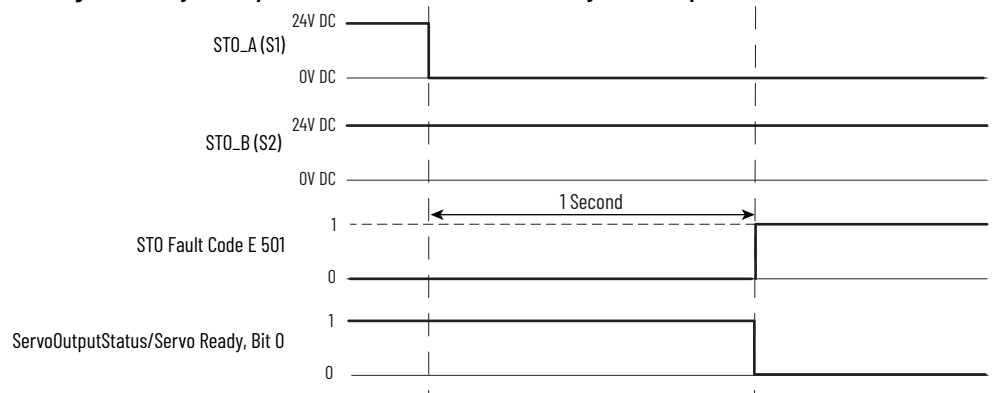 24V DC
STO_A (S1)
0V DC
24V DC
STO_B (S2)
0V DC
1 Second
1
STO Fault Code E 501
0
1
ServoOutputStatus/Servo Ready, Bit 0
0